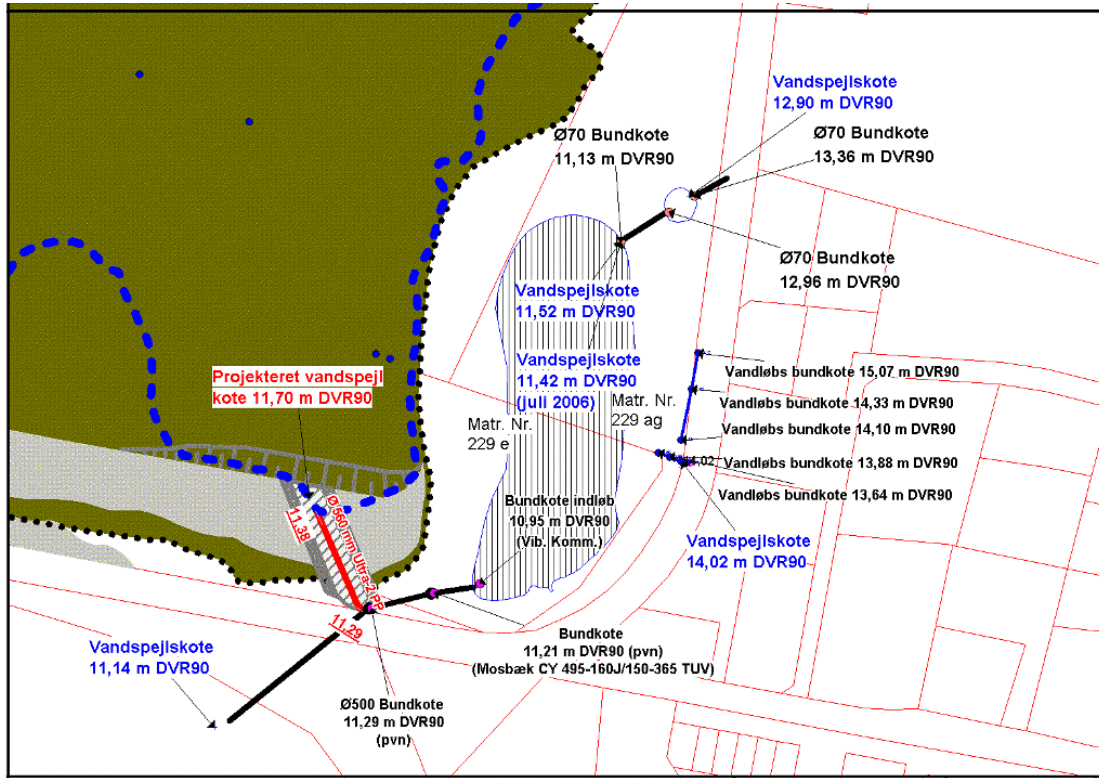 Vandspejlskote
12,90 m DVR90
Ø70 Bundkote
11,13 m DVR90
Ø70 Bundkote
13,36 m DVR90
Ø70 Bundkote
12,96 m DVR90
Vandspejlskote
11,52 m DVR90
Vandspejlskote
11,42 m DVR90
(juli 2006)
Projekteret vandspejl
kote 11,70 m DVR90
Matr. Nr.
229 e
Matr. Nr.
229 ag
Vandløbs bundkote 15,07 m DVR90
Vandløbs bundkote 14,33 m DVR90
Vandløbs bundkote 14,10 m DVR90
Vandløbs bundkote 13,88 m DVR90
Vandløbs bundkote 13,64 m DVR90
Bundkote indløb
10,95 m DVR90
(Vib. Komm.)
11,38
Ø 560 mm Ultra-2 PP
11,29
Vandspejlskote
14,02 m DVR90
Vandspejlskote
11,14 m DVR90
Bundkote
11,21 m DVR90 (pvn)
(Mosbæk CY 495-160J/150-365 TUV)
Ø500 Bundkote
11,29 m DVR90
(pvn)